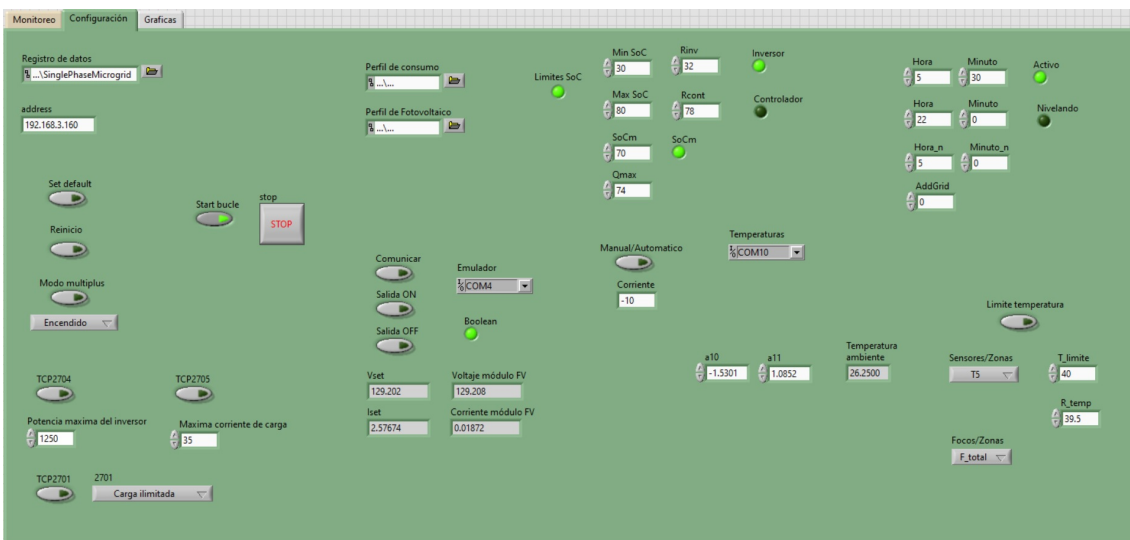 Monitoreo Configuración Graficas
Registro de datos
...\SinglePhaseMicrogrid
address
192.168.3.160
Perfil de consumo
...\...
Perfil de Fotovoltaico
...\...
Limites SoC
Min SoC Rinv Inversor
30 32
Max SoC Rcont Controlador
80 78
SoCm SoCm
70
Qmax
74
Hora Minuto Activo
5 30
Hora Minuto Nivelando
22 0
Hora_n Minuto_n
5 0
AddGrid
0
Set default
Reinicio
Modo multiplus
Encendido
Start bucle stop
STOP
Comunicar
Salida ON
Salida OFF
Emulador
COM4
Boolean
Vset Voltaje módulo FV
129.202 129.208
Iset Corriente módulo FV
2.57674 0.01872
Manual/Automatico
Corriente
-10
Temperaturas
COM10
Limite temperatura
a10 a11
-1.5301 1.0852
Temperatura
ambiente
26.2500
Sensores/Zonas T_limite
T5 40
R_temp
39.5
Focos/Zonas
F_total
TCP2704 TCP2705
Potencia maxima del inversor Maxima corriente de carga
1250 35
TCP2701 2701
Carga ilimitada